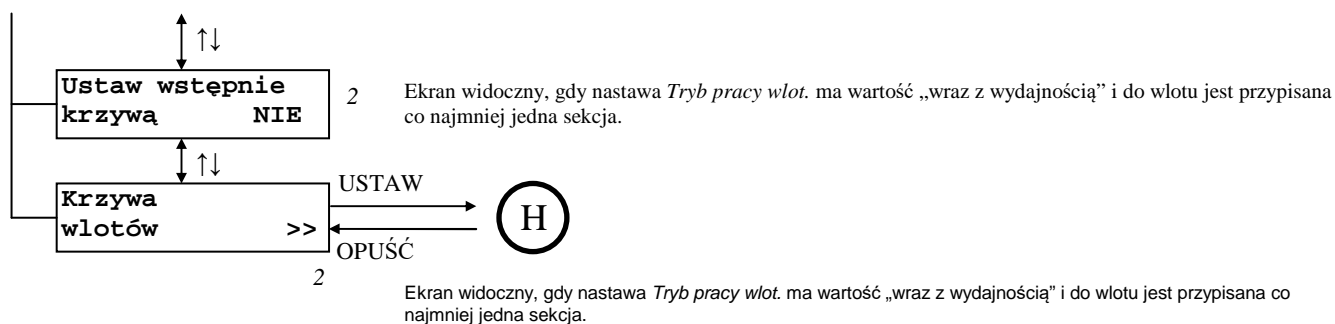 ↑↓
Ustaw wstępnie
krzywą NIE
2
Ekran widoczny, gdy nastawa Tryb pracy wlot. ma wartość „wraz z wydajnością” i do wlotu jest przypisana
co najmniej jedna sekcja.
↑↓
Krzywa
wlotów >>
USTAW
OPUŚĆ
H
2
Ekran widoczny, gdy nastawa Tryb pracy wlot. ma wartość „wraz z wydajnością” i do wlotu jest przypisana co
najmniej jedna sekcja.